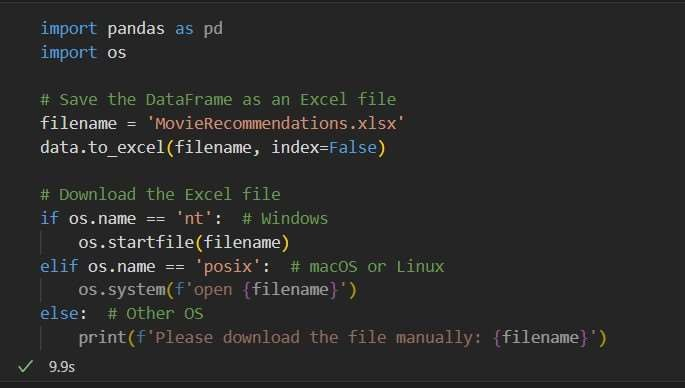 import pandas as pd
import os
# Save the DataFrame as an Excel file
filename = 'MovieRecommendations.xlsx'
data.to_excel(filename, index=False)
# Download the Excel file
if os.name == 'nt':  # Windows
    os.startfile(filename)
elif os.name == 'posix':  # macOS or Linux
    os.system(f'open {filename}')
else:  # Other OS
    print(f'Please download the file manually: {filename}')
9.9s